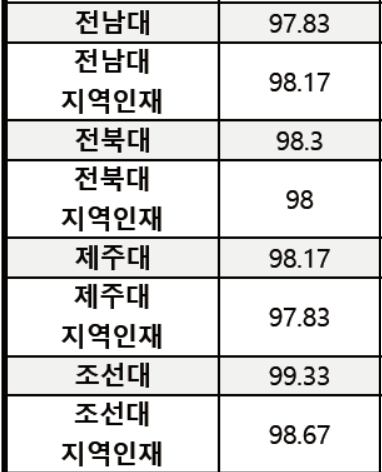 전남대 97.83
전남대
지역인재 98.17
전북대 98.3
전북대
지역인재 98
제주대 98.17
제주대
지역인재 97.83
조선대 99.33
조선대
지역인재 98.67